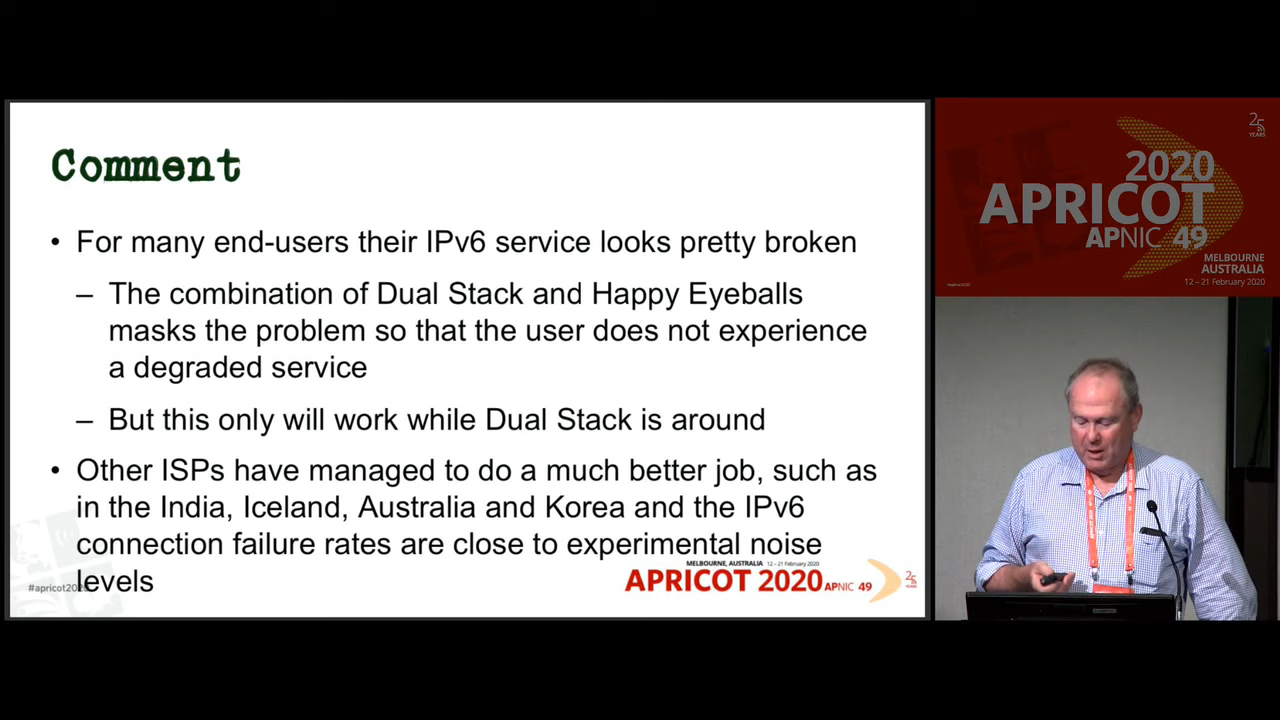 Comment
• For many end-users their IPv6 service looks pretty broken
– The combination of Dual Stack and Happy Eyeballs
masks the problem so that the user does not experience
a degraded service
– But this only will work while Dual Stack is around
• Other ISPs have managed to do a much better job, such as
in the India, Iceland, Australia and Korea and the IPv6
connection failure rates are close to experimental noise
levels
#apricot2020
MELBOURNE, AUSTRALIA 12 – 21 February 2020
APRICOT 2020 APNIC 49
25
YEARS
25
YEARS
2020
APRICOT
APNIC 49
MELBOURNE
AUSTRALIA
12 – 21 February 2020
#apricot2020